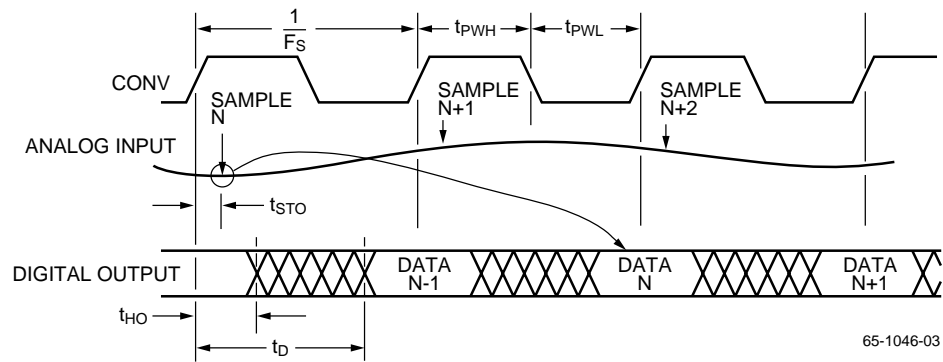 1
FS
tPWH
tPWL
CONV
SAMPLE
N
SAMPLE
N+1
SAMPLE
N+2
ANALOG INPUT
tSTO
DIGITAL OUTPUT
DATA
N-1
DATA
N
DATA
N+1
tHO
tD
65-1046-03